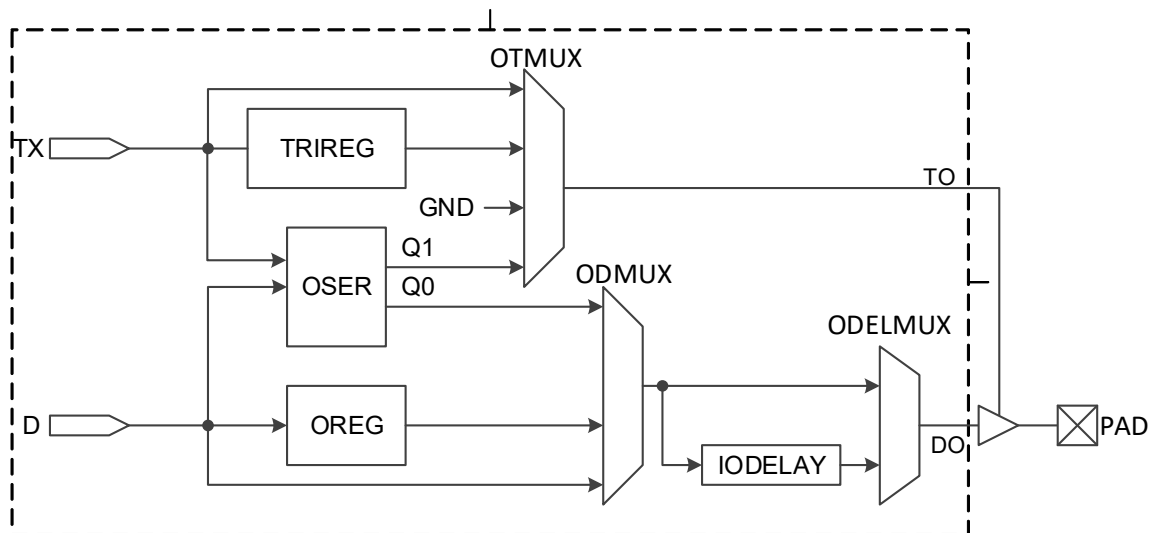 OTMUX
TX
TRIREG
TO
GND
Q1
OSER
ODMUX
Q0
ODELMUX
D
OREG
DO
PAD
IODELAY